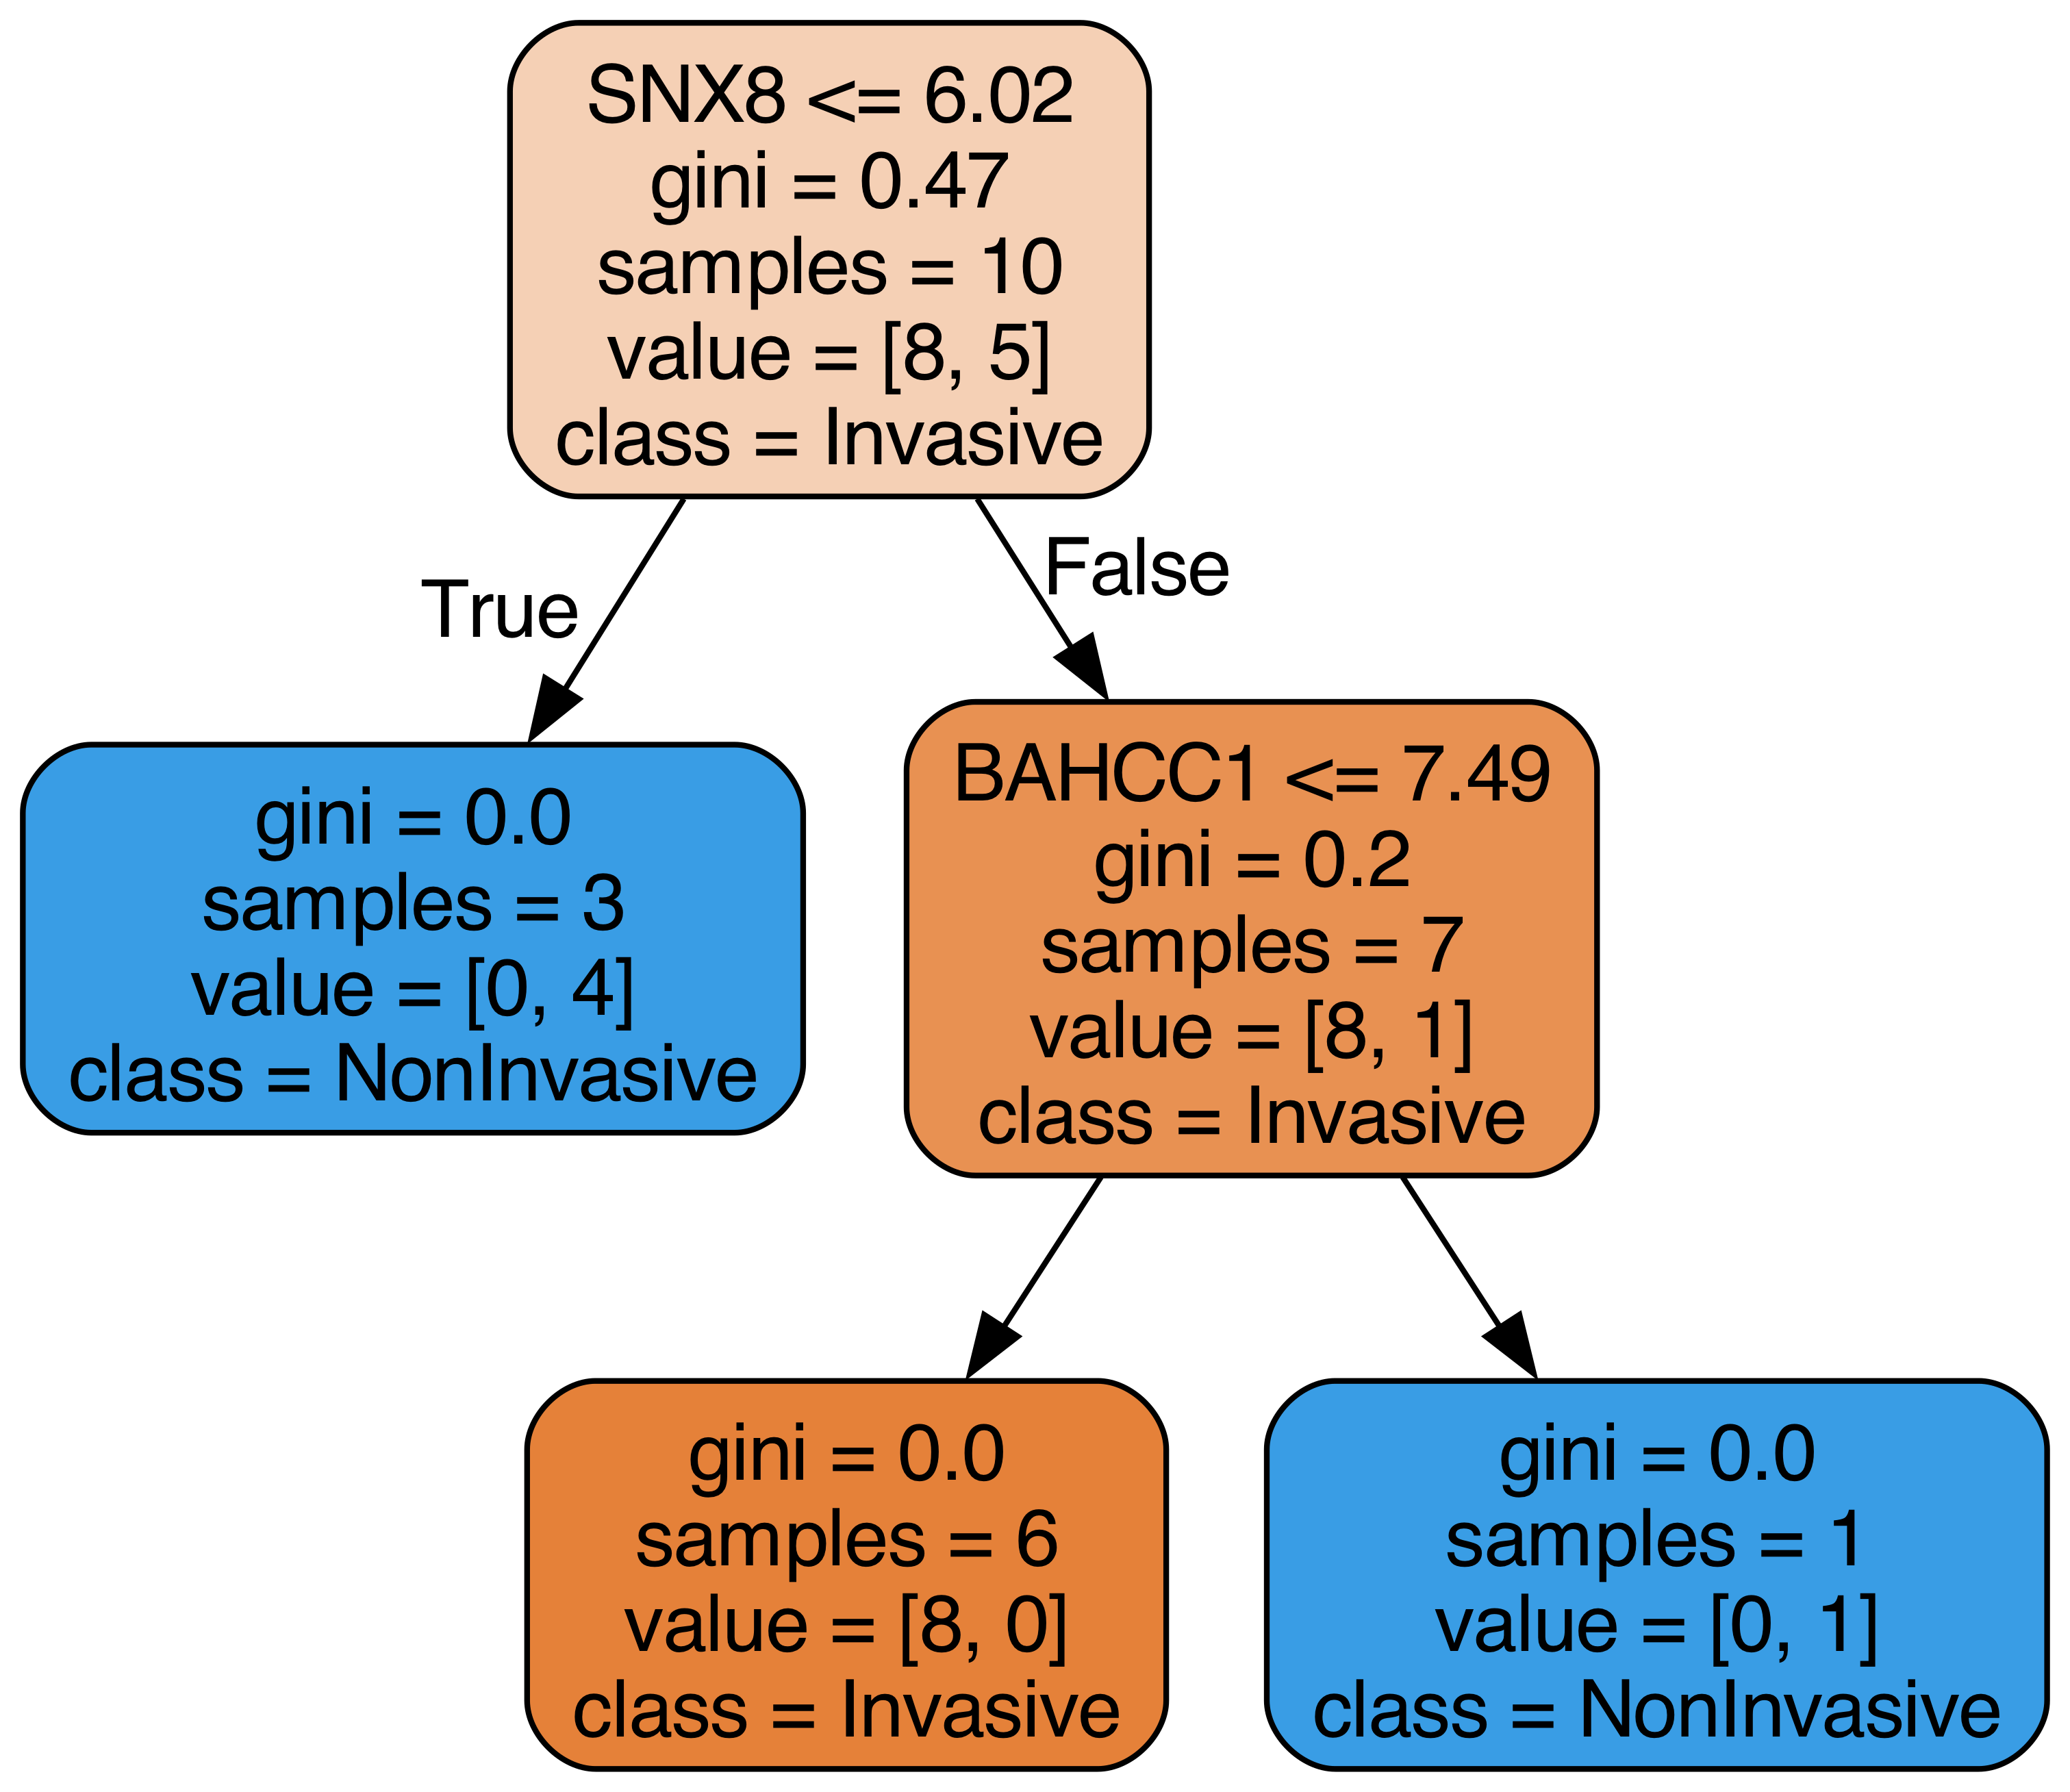 SNX8 <= 6.02
gini = 0.47
samples = 10
value = [8, 5]
class = Invasive
True
False
gini = 0.0
samples = 3
value = [0, 4]
class = NonInvasive
BAHCC1 <= 7.49
gini = 0.2
samples = 7
value = [8, 1]
class = Invasive
gini = 0.0
samples = 6
value = [8, 0]
class = Invasive
gini = 0.0
samples = 1
value = [0, 1]
class = NonInvasive